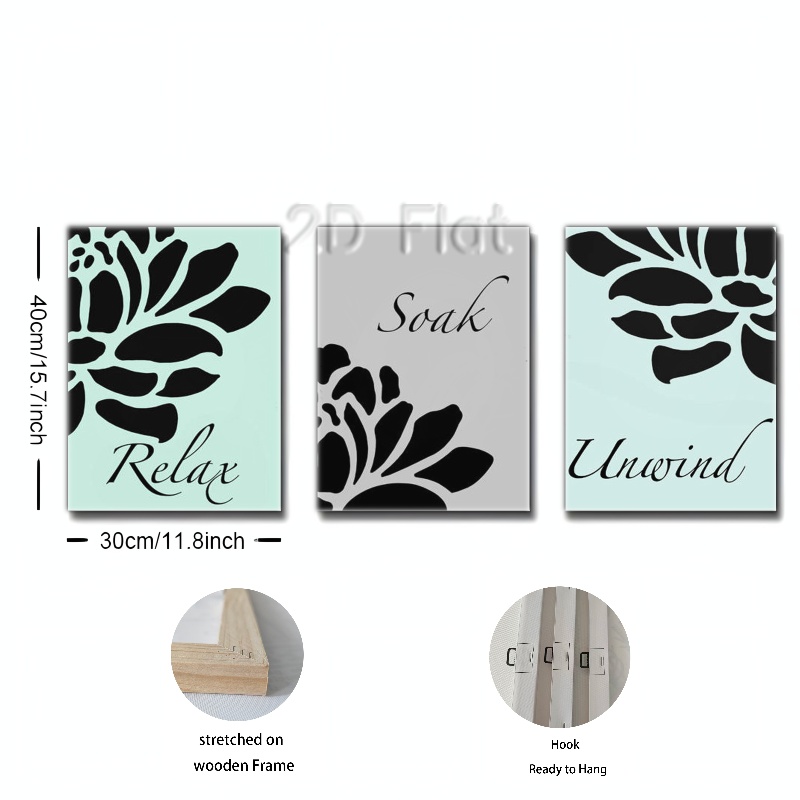 2D Flat
Soak
Relax
Unwind
40cm/15.7inch
30cm/11.8inch
stretched on
wooden Frame
Hook
Ready to Hang